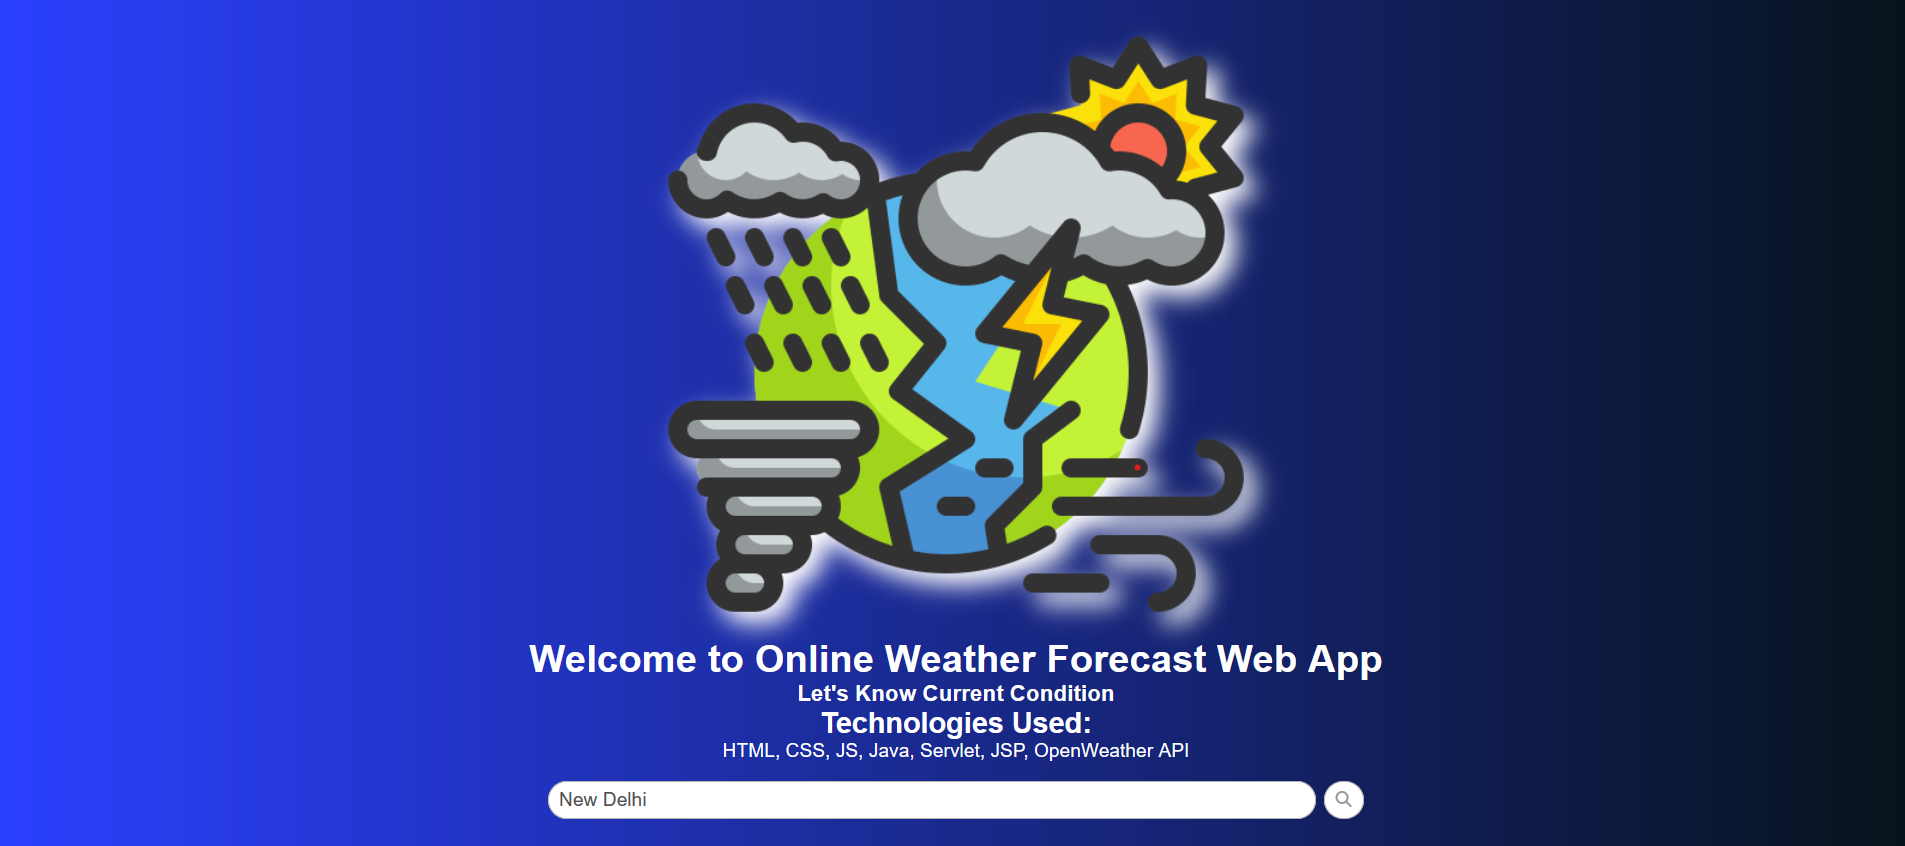 Welcome to Online Weather Forecast Web App
Let's Know Current Condition
Technologies Used:
HTML, CSS, JS, Java, Servlet, JSP, OpenWeather API
New Delhi